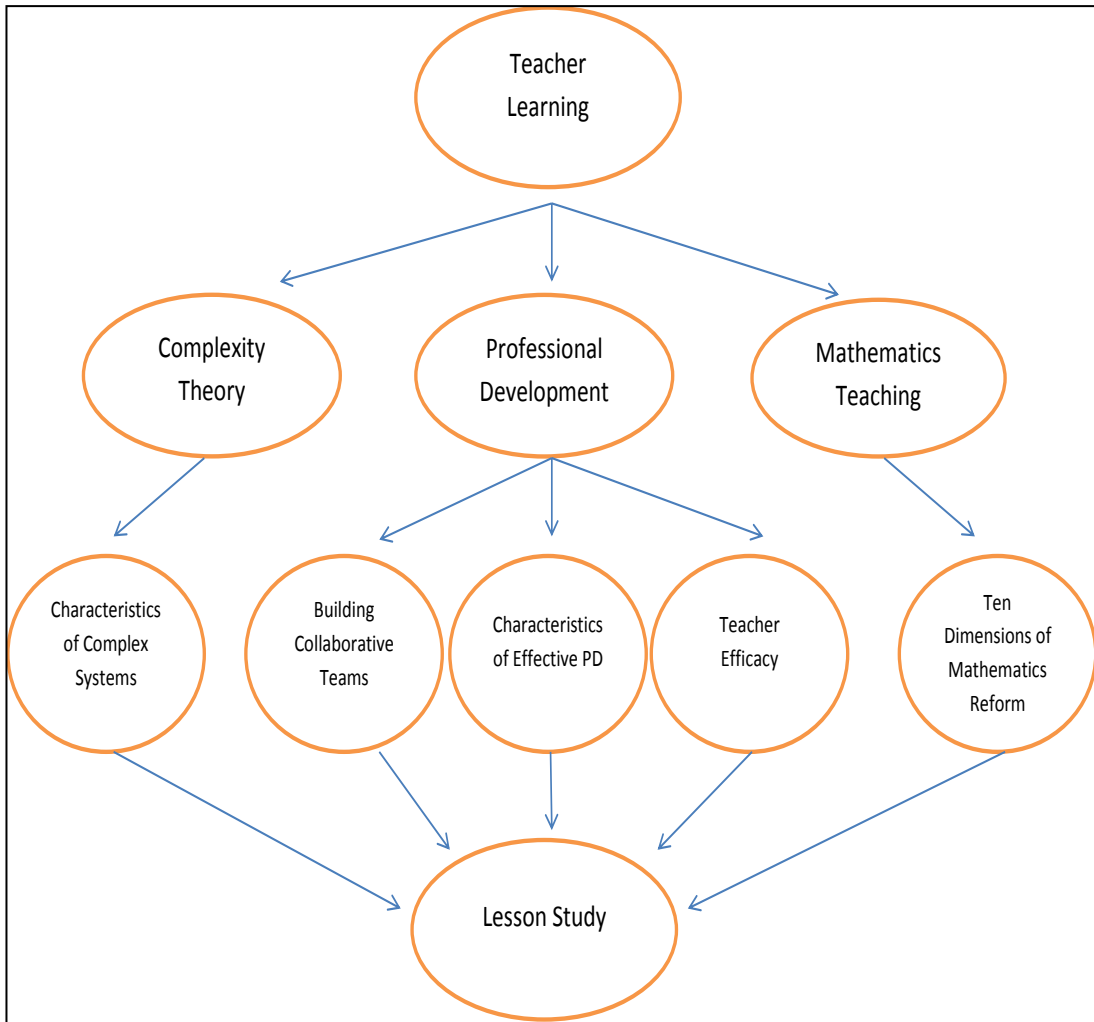 Teacher
Learning
Complexity
Theory
Professional
Development
Mathematics
Teaching
Characteristics
of Complex
Systems
Building
Collaborative
Teams
Characteristics
of Effective PD
Teacher
Efficacy
Ten
Dimensions of
Mathematics
Reform
Lesson Study